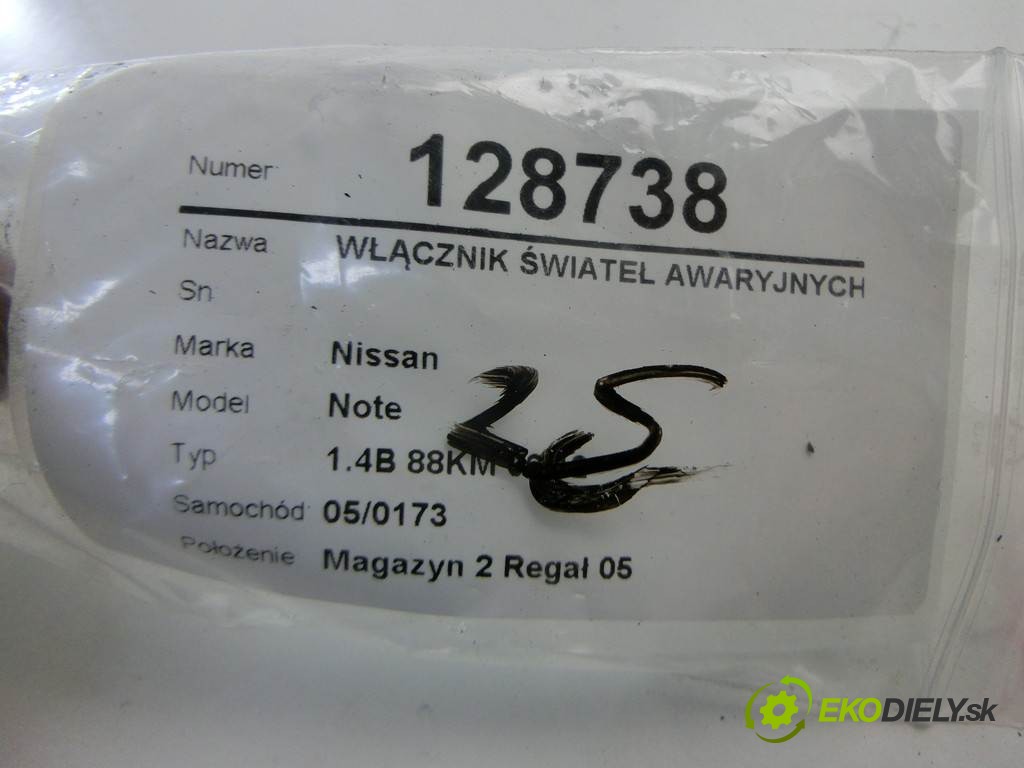 Numer 128738
Nazwa WŁĄCZNIK ŚWIATEŁ AWARYJNYCH
Sn
Marka Nissan
Model Note
25
Typ 1.4B 88KM
Samochód 05/0173
Położenie Magazyn 2 Regał 05
EKODIELY.sk